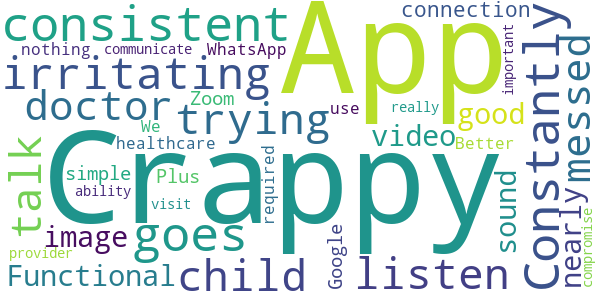 consistent
App
connection
Constantly
messed
important
nothing
communicate
WhatsApp
irritating
doctor
Zoom
trying
use
really
good
We
healthcare
video
Better
talk
Crappy
simple
Plus
ability
visit
required
sound
nearly
compromise
image
goes
Google
provider
Functional
child
listen